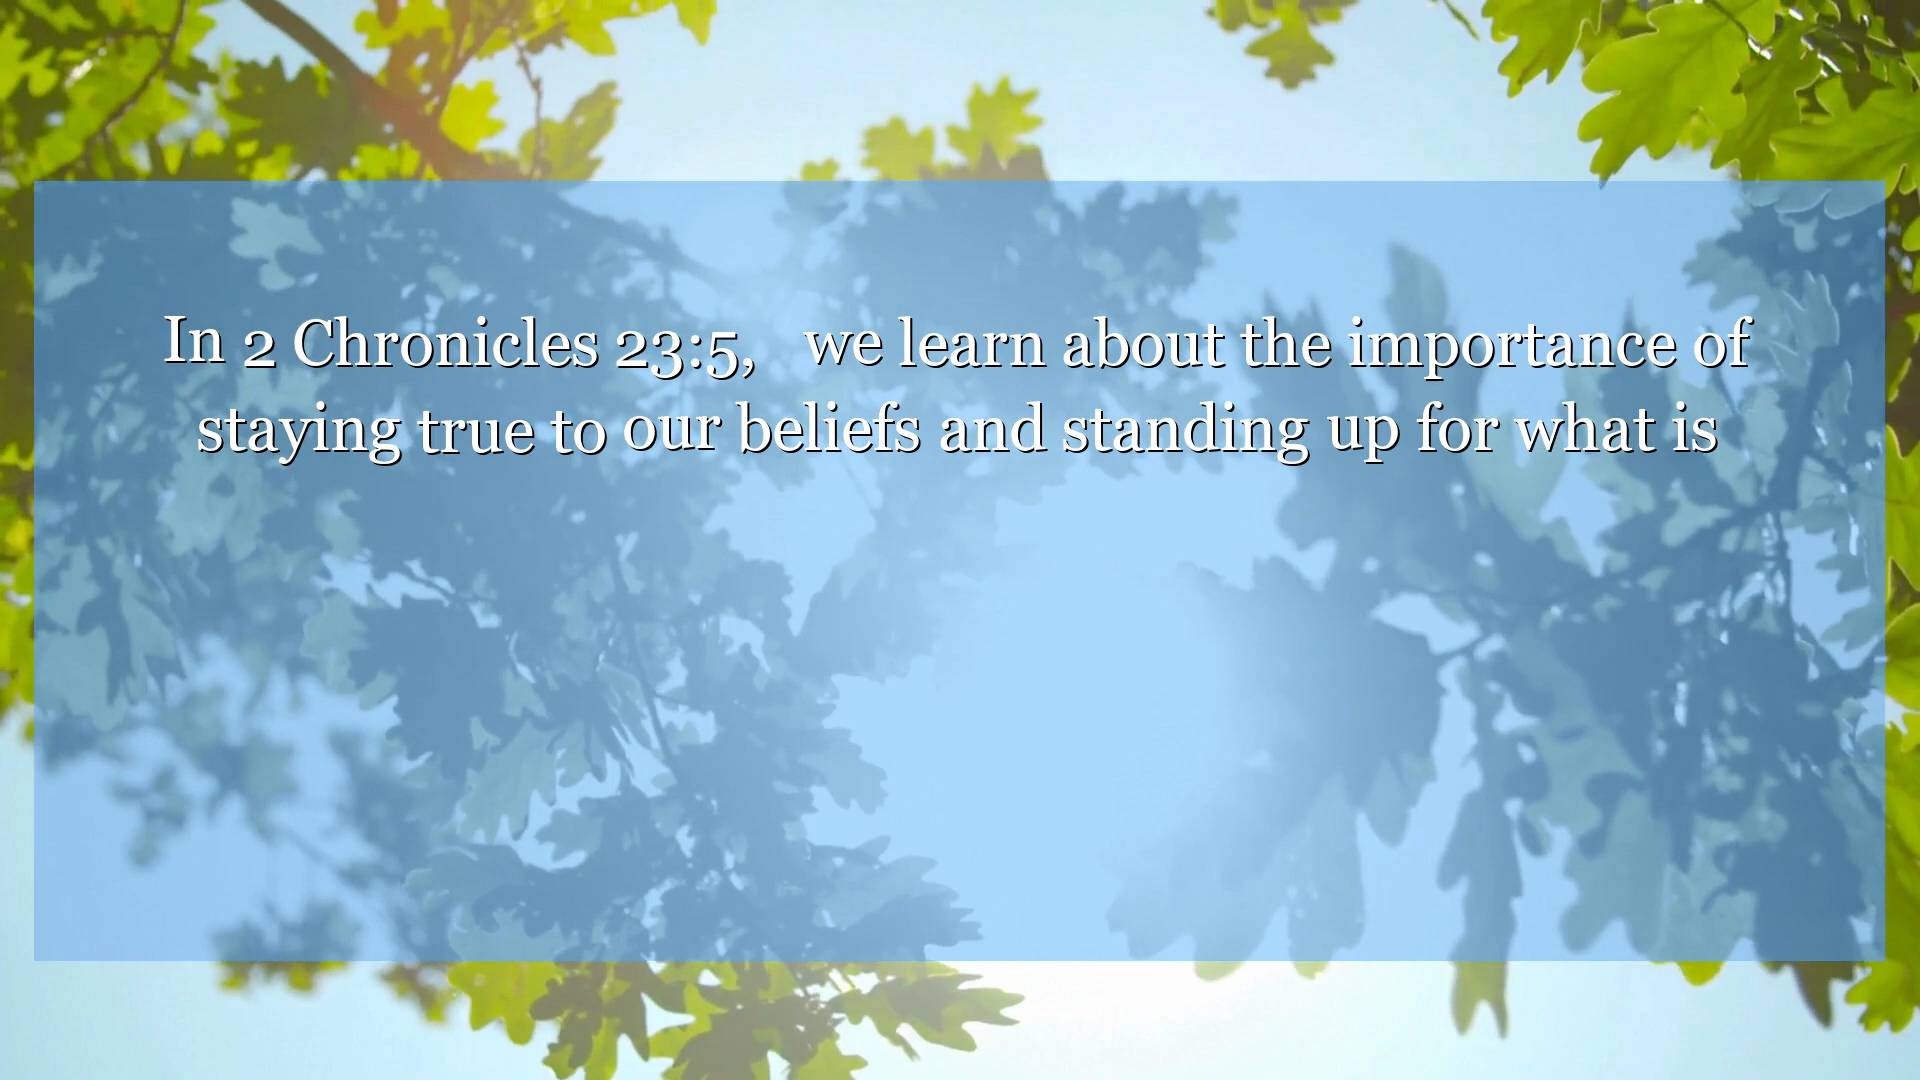 In 2 Chronicles 23:5, we learn about the importance of
staying true to our beliefs and standing up for what is